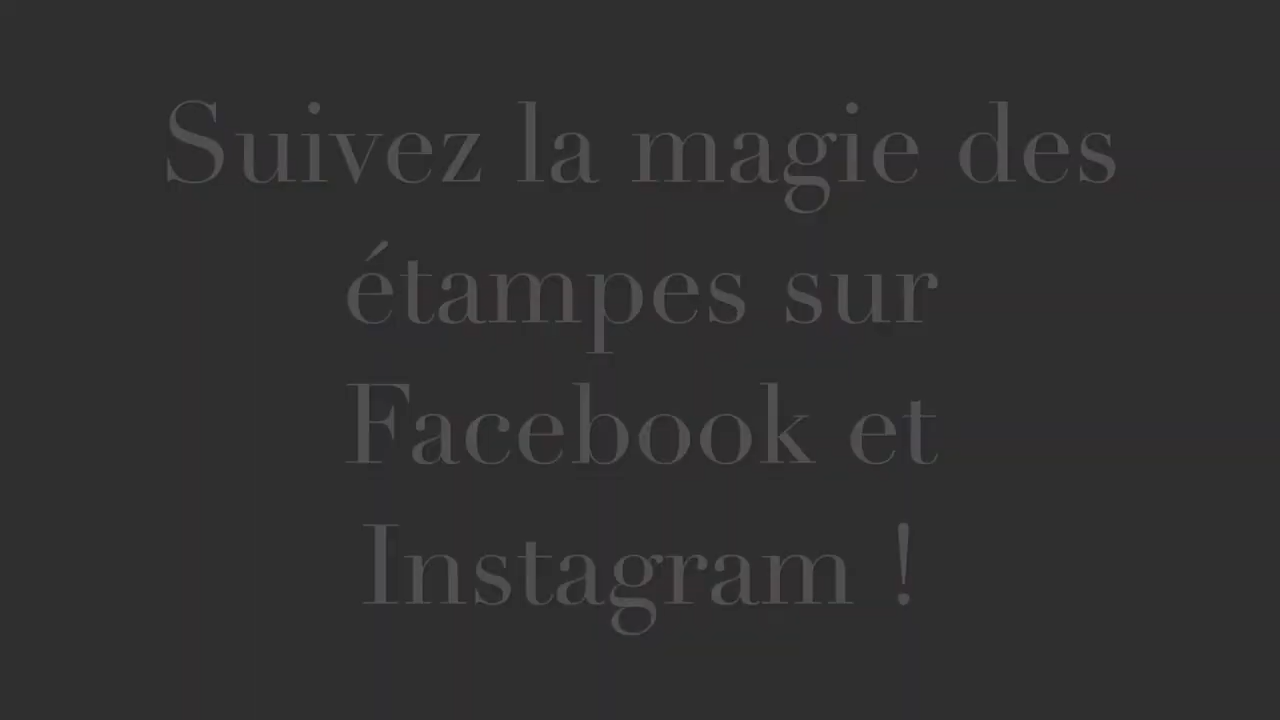 Suivez la magie des
étampes sur
Facebook et
Instagram !